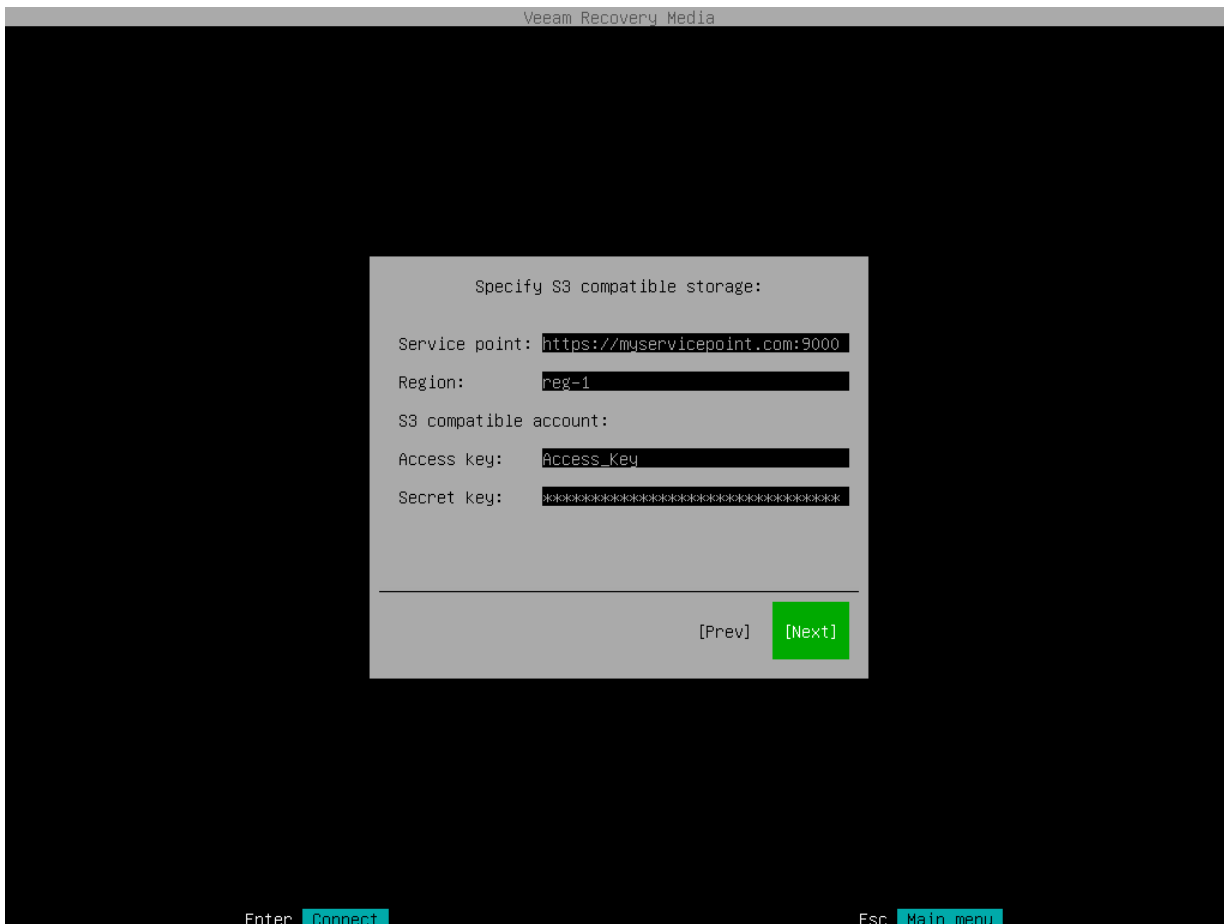 Veeam Recovery Media
Specify S3 compatible storage:
Service point: https://myservicepoint.com:9000
Region: reg-1
S3 compatible account:
Access key: Access_Key
Secret key: *********************************
[Prev] [Next]
Enter Connect Esc Main menu